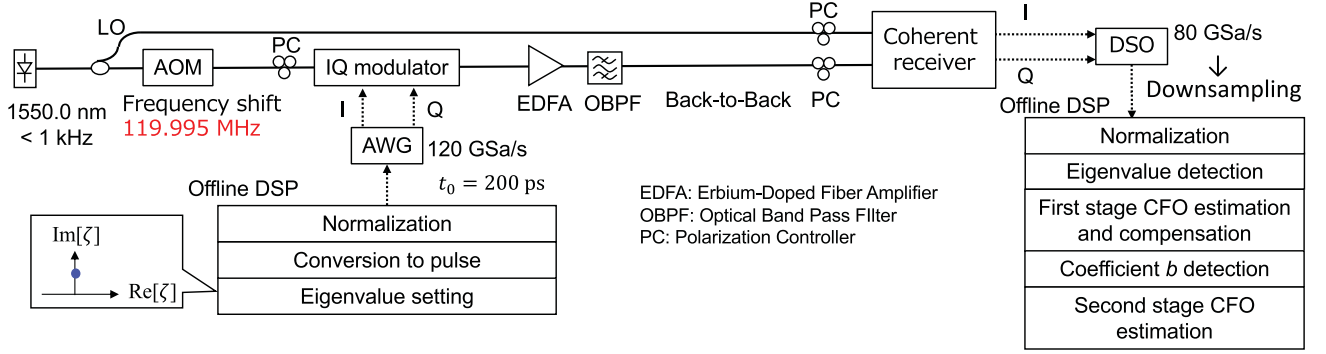 LO
PC
PC
I
Q
AOM
IQ modulator
Coherent
receiver
DSO
80 GSa/s
Downsampling
1550.0 nm
< 1 kHz
Frequency shift
119.995 MHz
I
Q
EDFA
OBPF
Back-to-Back
PC
AWG
120 GSa/s
t₀ = 200 ps
Offline DSP
Normalization
Conversion to pulse
Eigenvalue setting
Im[ζ]
Re[ζ]
EDFA: Erbium-Doped Fiber Amplifier
OBPF: Optical Band Pass FIlter
PC: Polarization Controller
Offline DSP
Normalization
Eigenvalue detection
First stage CFO estimation
and compensation
Coefficient b detection
Second stage CFO
estimation